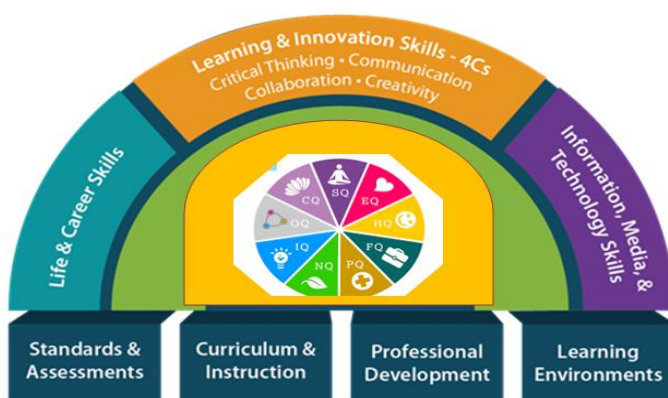 Learning & Innovation Skills - 4Cs
Critical Thinking • Communication
Collaboration • Creativity
Life & Career Skills
Information, Media, &
Technology Skills
SQ
EQ
HQ
FQ
PQ
NQ
IQ
OQ
CQ
Standards &
Assessments
Curriculum &
Instruction
Professional
Development
Learning
Environments